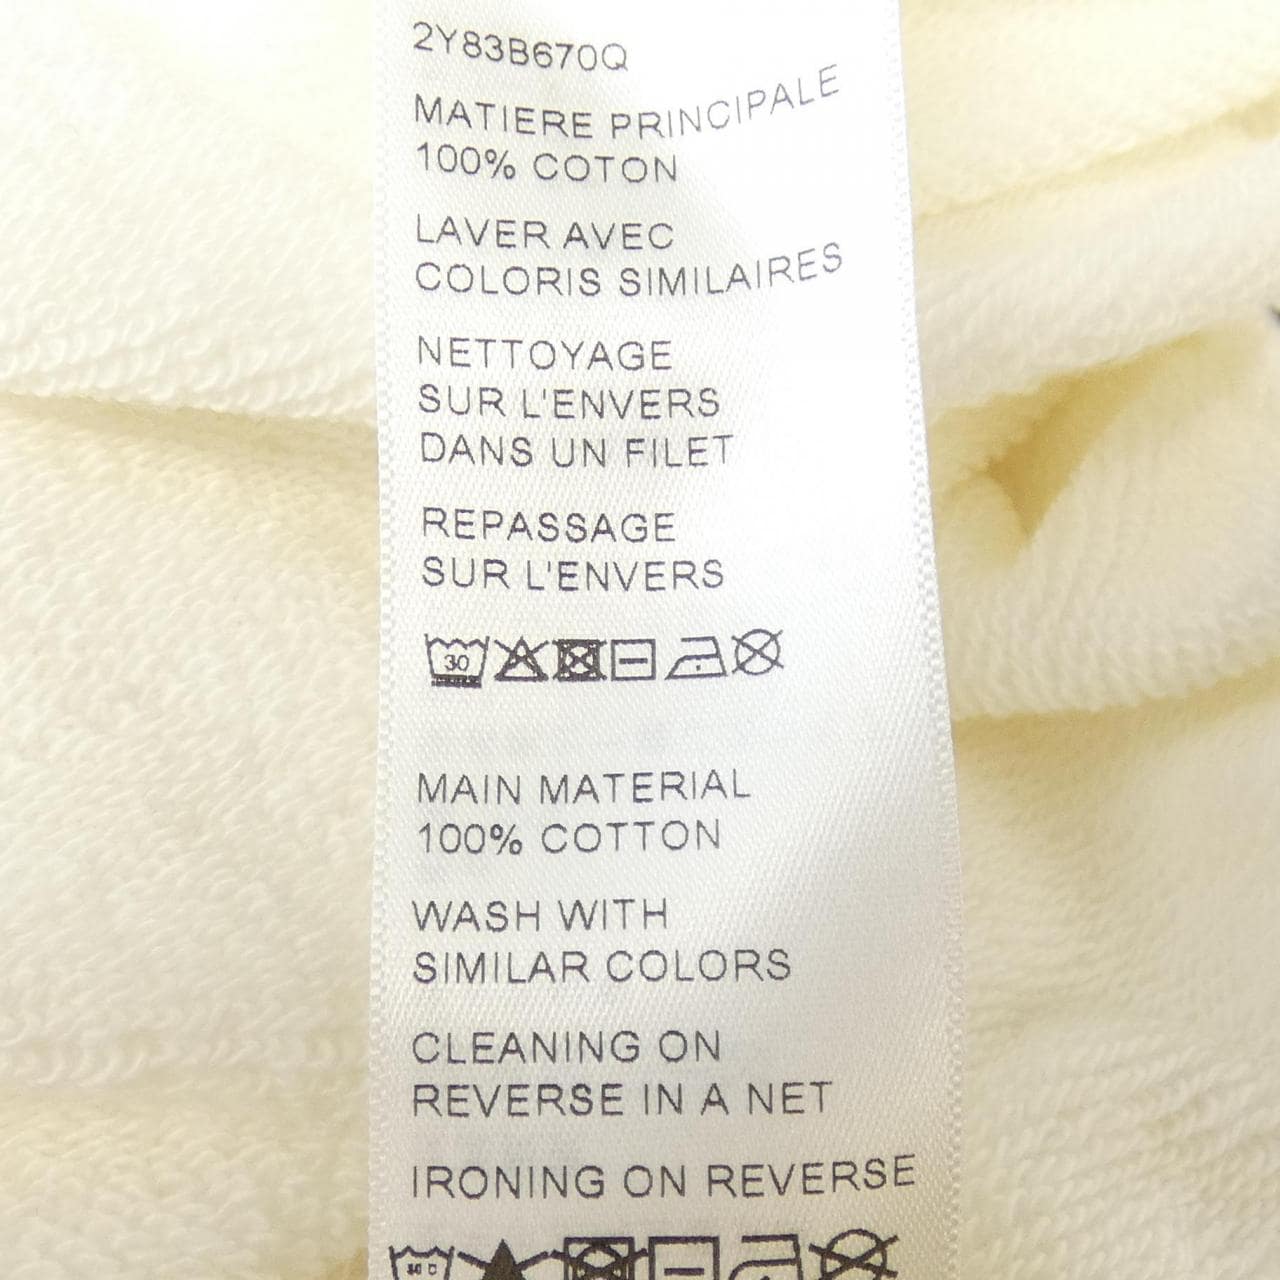 2Y83B670Q
MATIERE PRINCIPALE
100% COTON
LAVER AVEC
COLORIS SIMILAIRES
NETTOYAGE
SUR L'ENVERS
DANS UN FILET
REPASSAGE
SUR L'ENVERS
30
MAIN MATERIAL
100% COTTON
WASH WITH
SIMILAR COLORS
CLEANING ON
REVERSE IN A NET
IRONING ON REVERSE